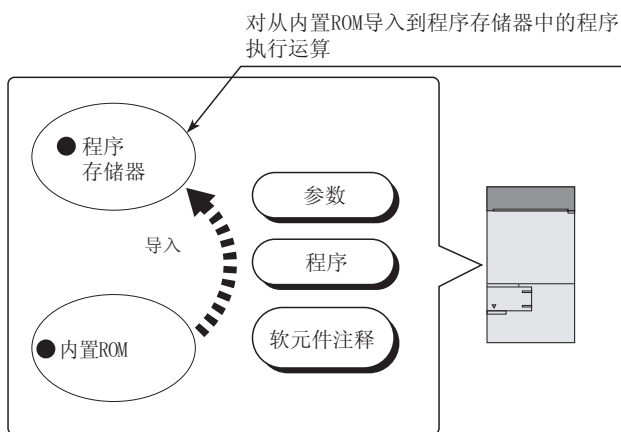 对从内置ROM导入到程序存储器中的程序
执行运算
程序
存储器
参数
导入
程序
内置ROM
软元件注释